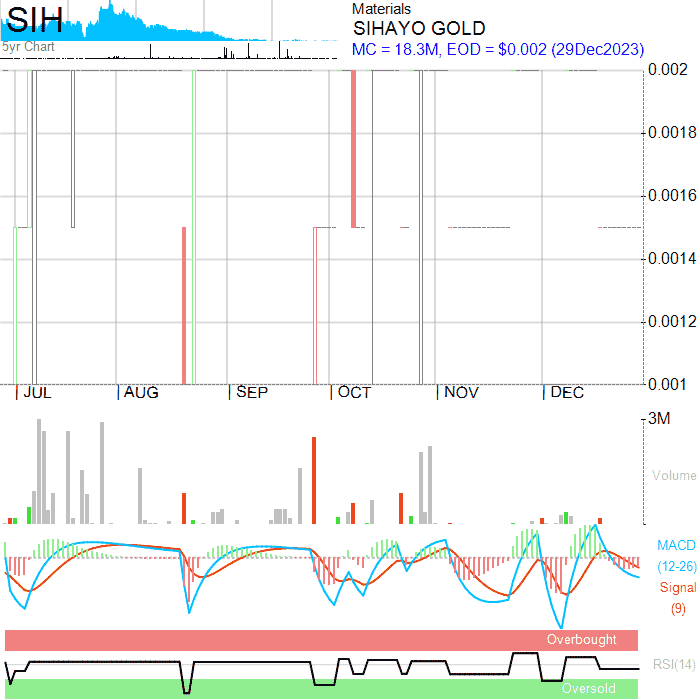 SIH
5yr Chart
Materials
SIHAYO GOLD
MC = 18.3M, EOD = $0.002 (29Dec2023)
0.002
0.0018
0.0016
0.0014
0.0012
0.001
JUL AUG SEP OCT NOV DEC
3M
Volume
MACD
(12-26)
Signal
(9)
Overbought
RSI(14)
Oversold